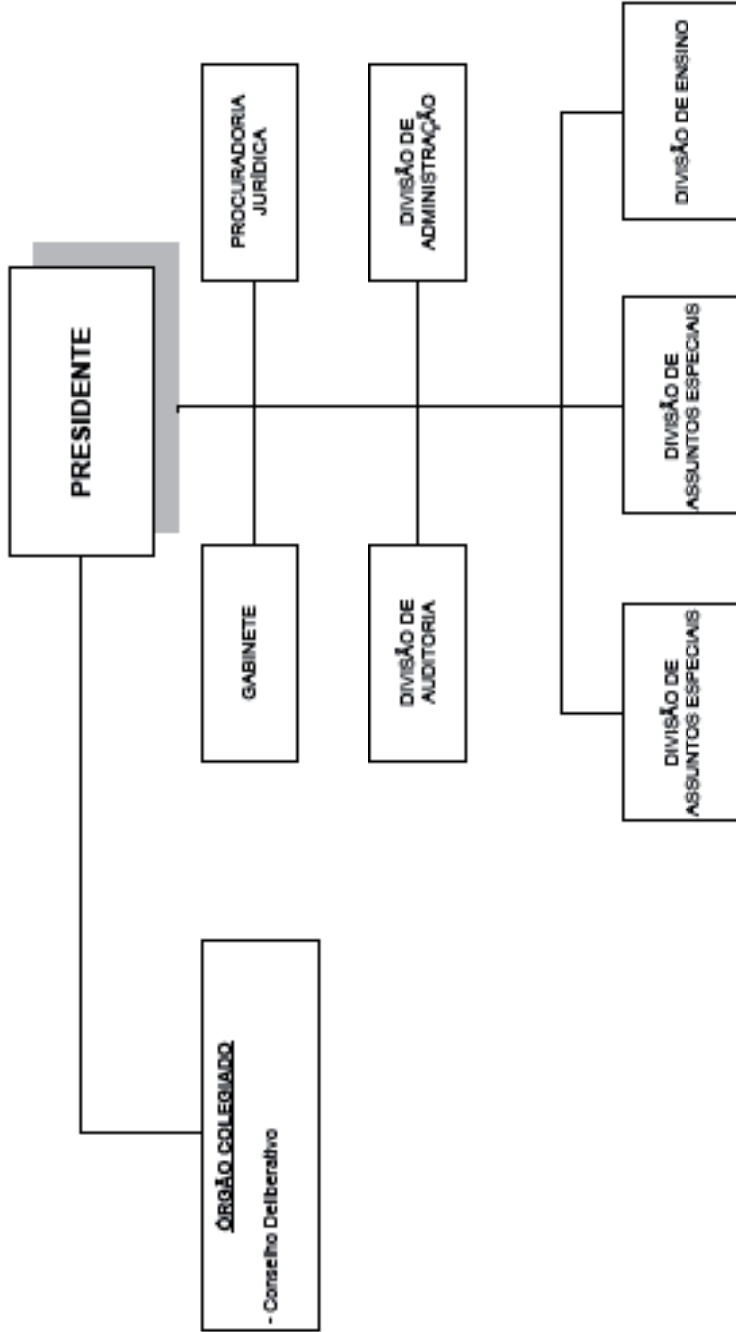 PRESIDENTE
ÓRGÃO COLEGIADO
- Conselho Deliberativo
GABINETE
PROCURADORIA
JURÍDICA
DIVISÃO DE
AUDITORIA
DIVISÃO DE
ADMINISTRAÇÃO
DIVISÃO DE
ASSUNTOS ESPECIAIS
DIVISÃO DE
ASSUNTOS ESPECIAIS
DIVISÃO DE ENSINO